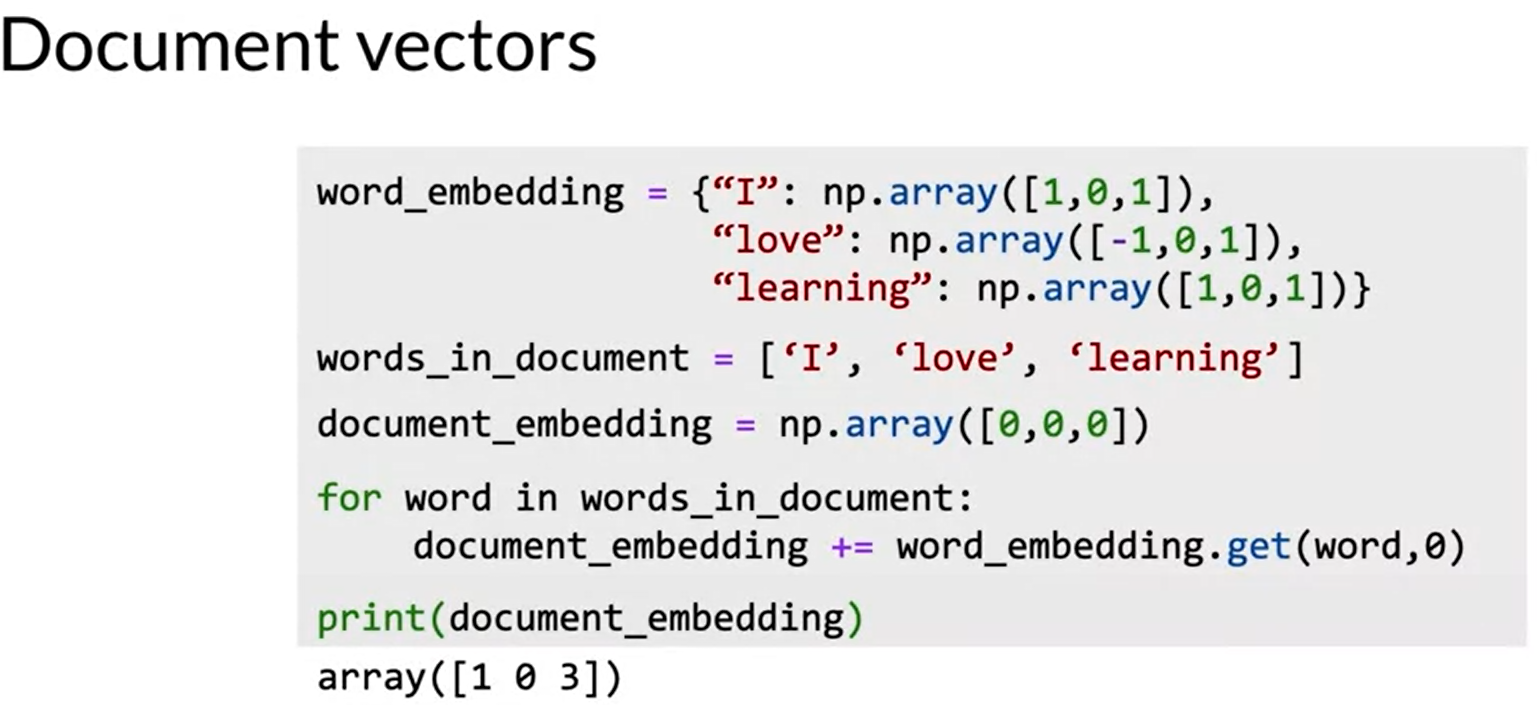 Document vectors
word_embedding = {“I”: np.array([1,0,1]),
“love”: np.array([-1,0,1]),
“learning”: np.array([1,0,1])}
words_in_document = [‘I’, ‘love’, ‘learning’]
document_embedding = np.array([0,0,0])
for word in words_in_document:
document_embedding += word_embedding.get(word,0)
print(document_embedding)
array([1 0 3])